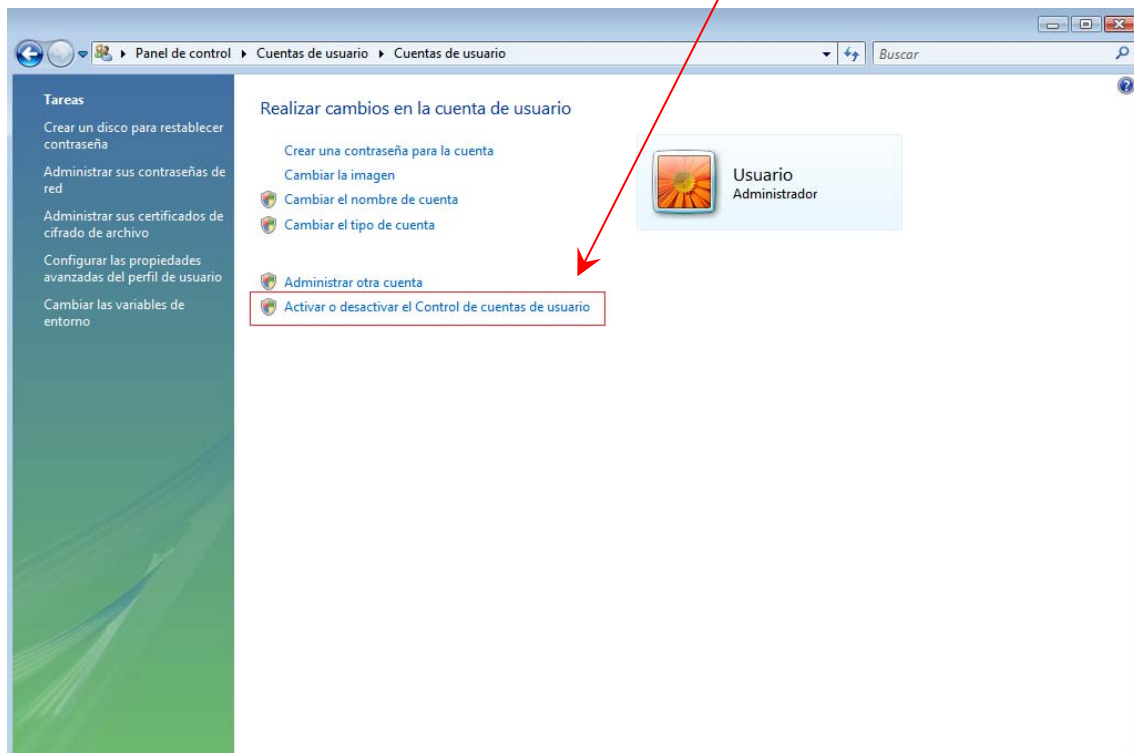 Panel de control ▸ Cuentas de usuario ▸ Cuentas de usuario
Buscar
Tareas
Crear un disco para restablecer
contraseña
Administrar sus contraseñas de
red
Administrar sus certificados de
cifrado de archivo
Configurar las propiedades
avanzadas del perfil de usuario
Cambiar las variables de
entorno
Realizar cambios en la cuenta de usuario
Crear una contraseña para la cuenta
Cambiar la imagen
Cambiar el nombre de cuenta
Cambiar el tipo de cuenta
Administrar otra cuenta
Activar o desactivar el Control de cuentas de usuario
Usuario
Administrador